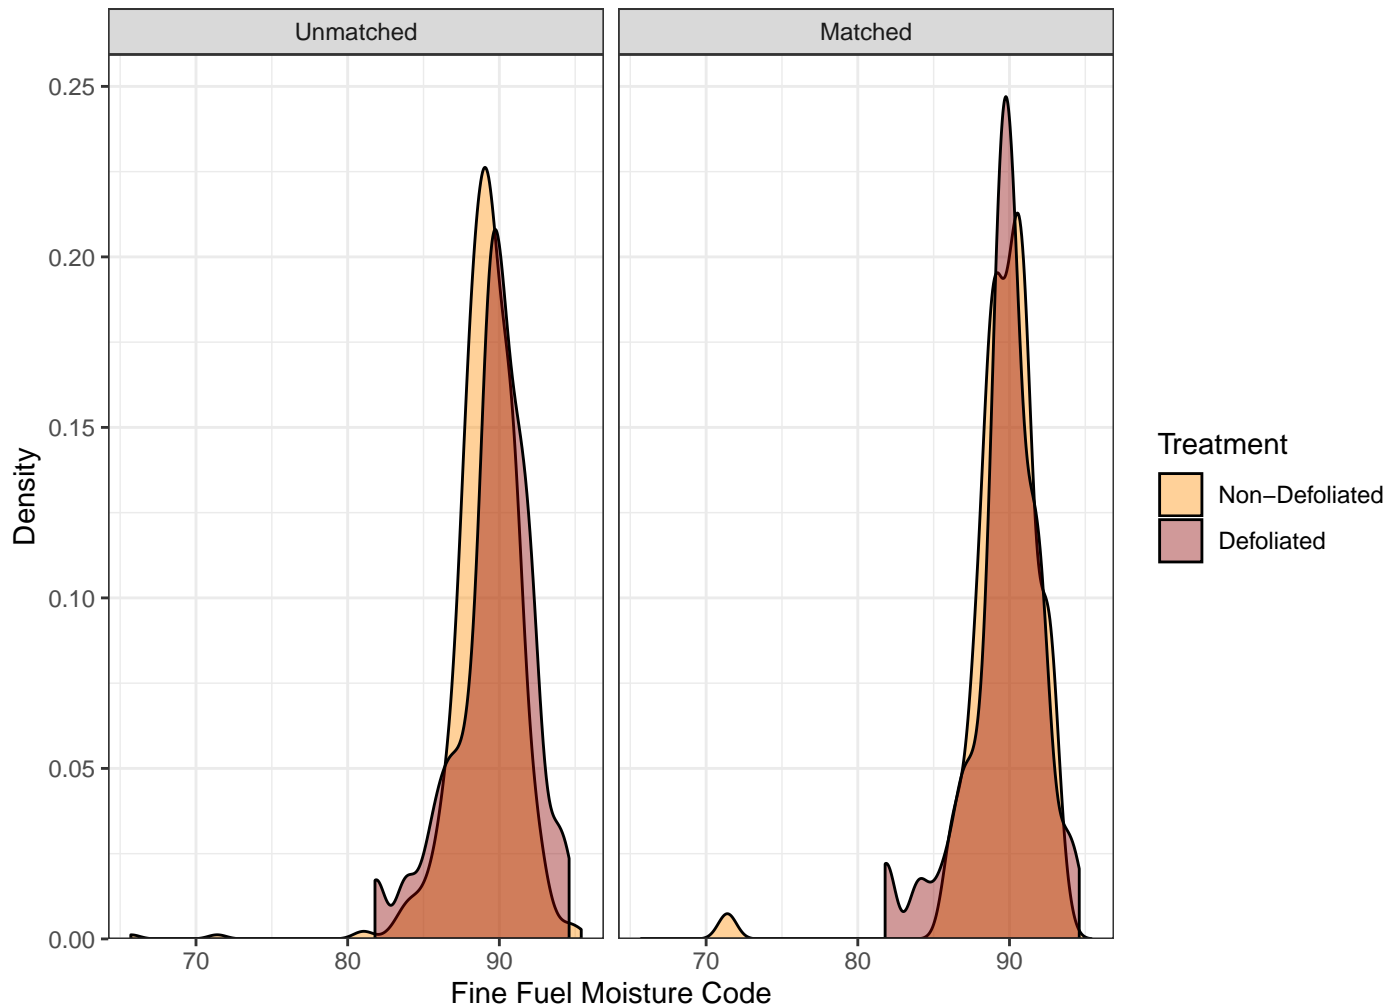 Unmatched
Matched
0.25
0.20
0.15
0.10
0.05
0.00
Density
70 80 90
70 80 90
Fine Fuel Moisture Code
Treatment
Non−Defoliated
Defoliated